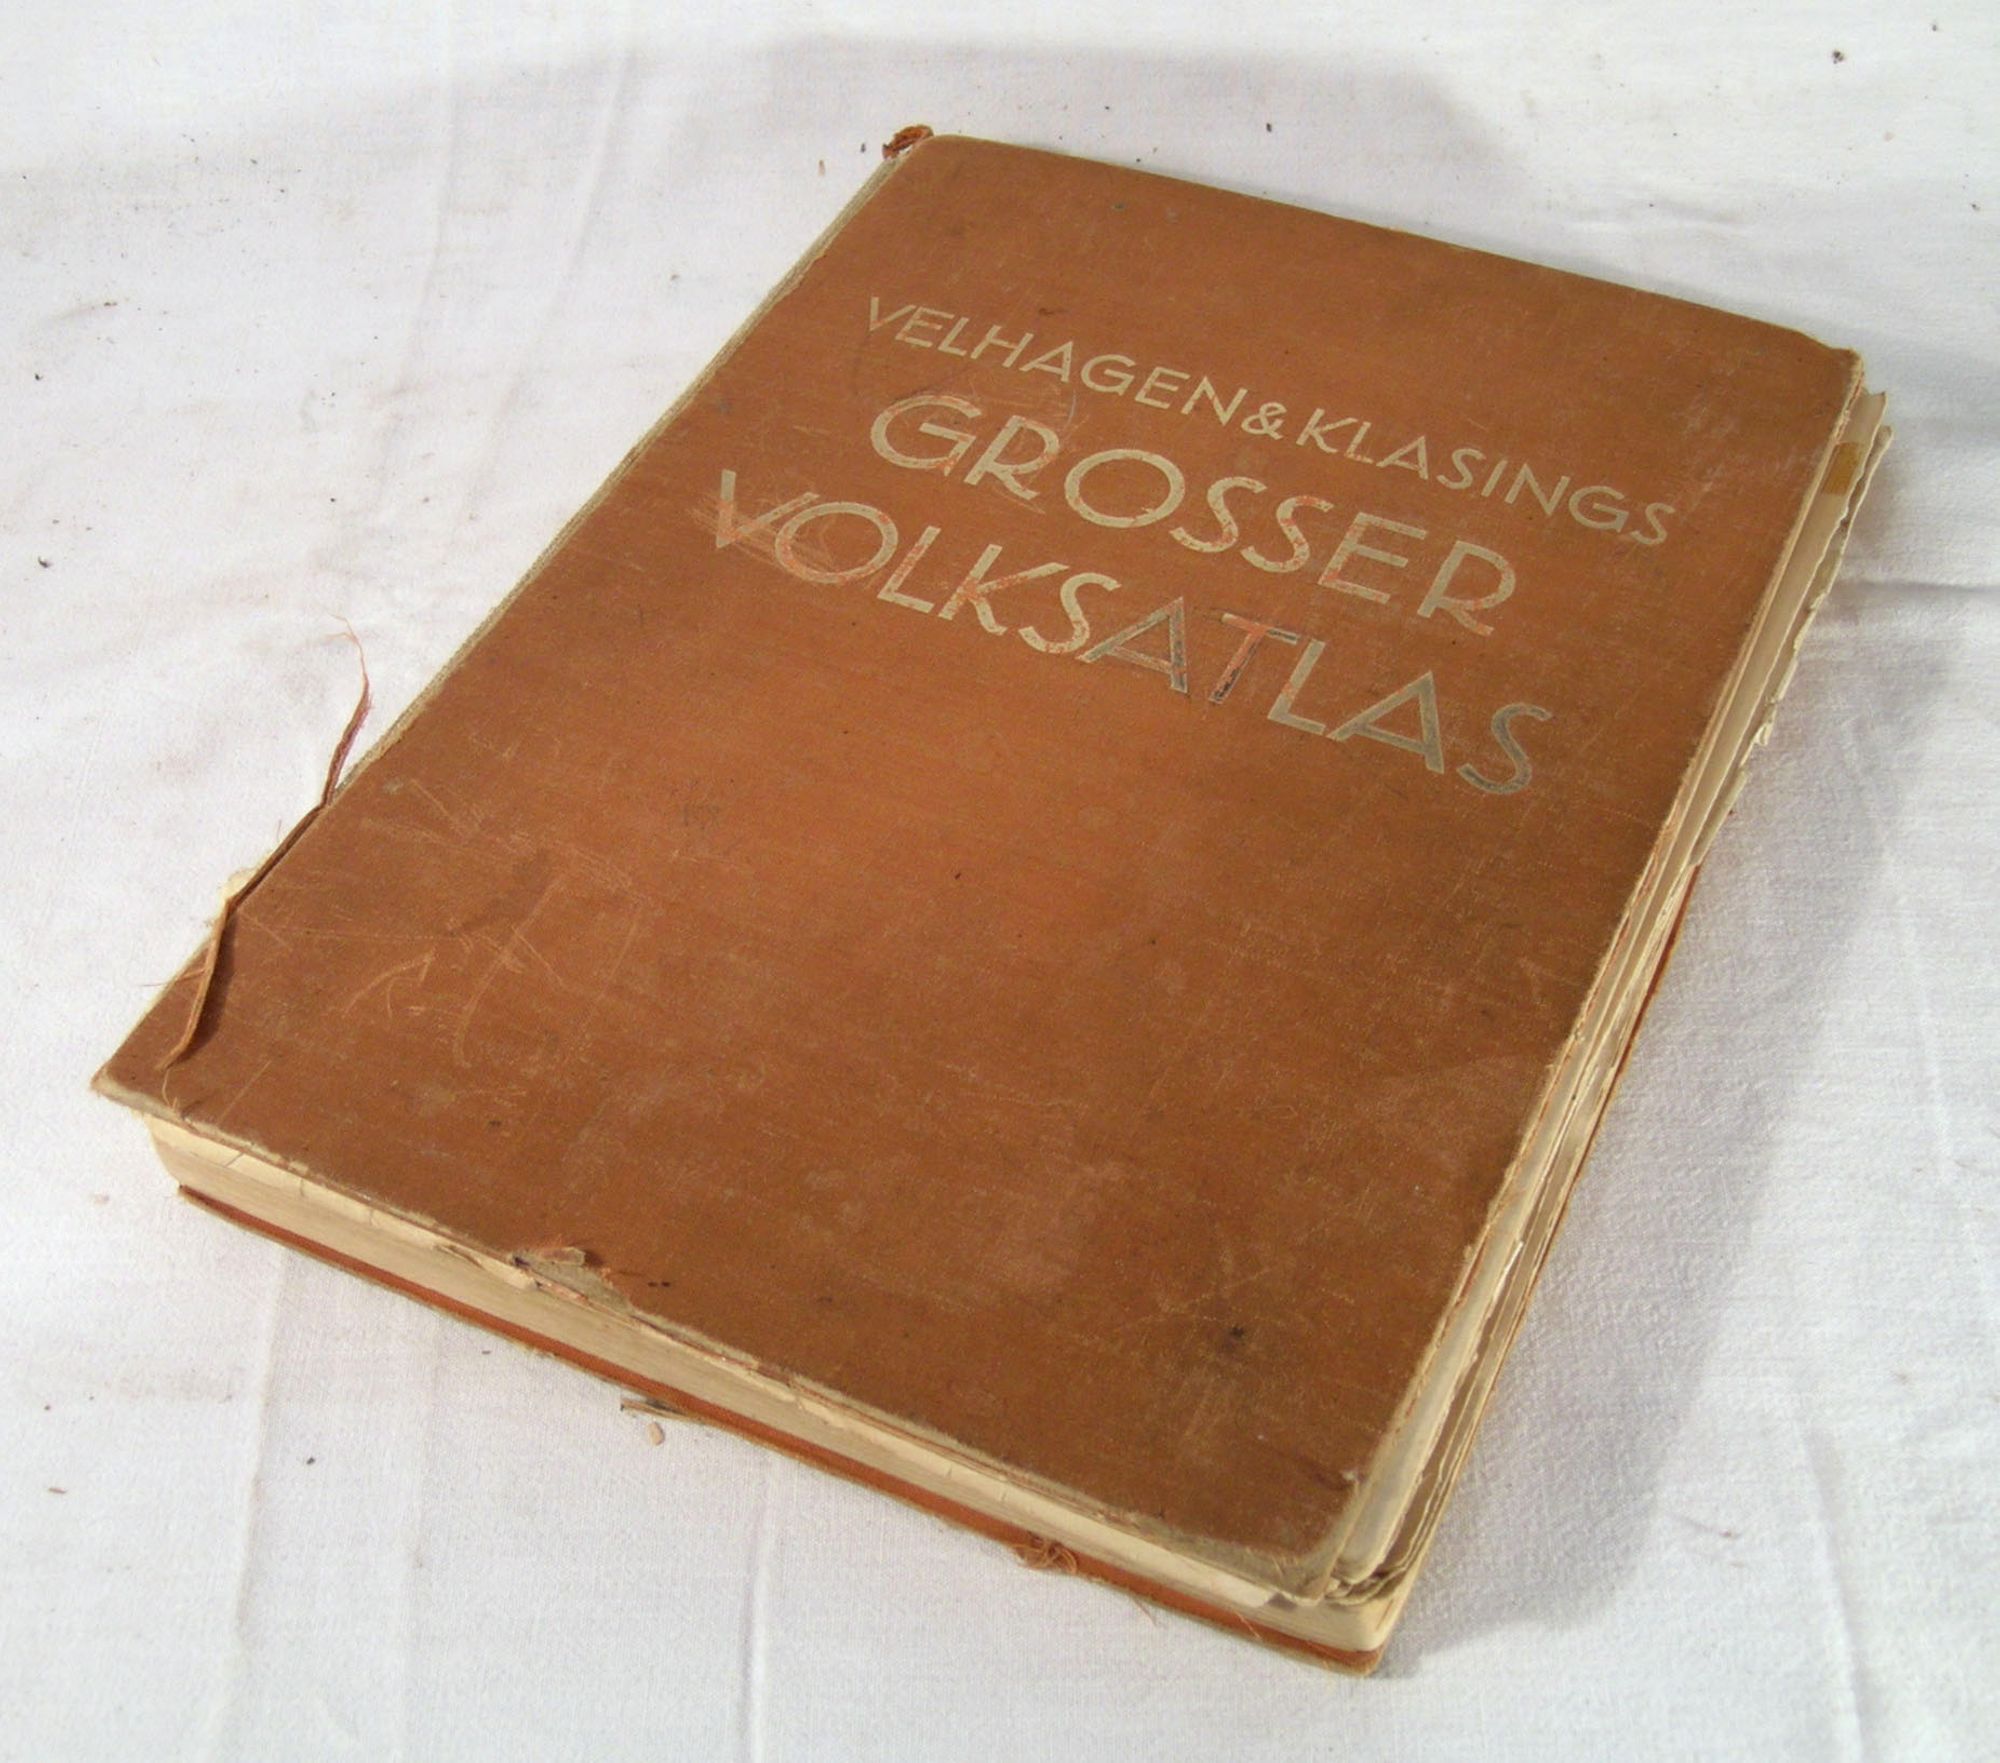 VELHAGEN & KLASINGS
GROSSER
VOLKSATLAS